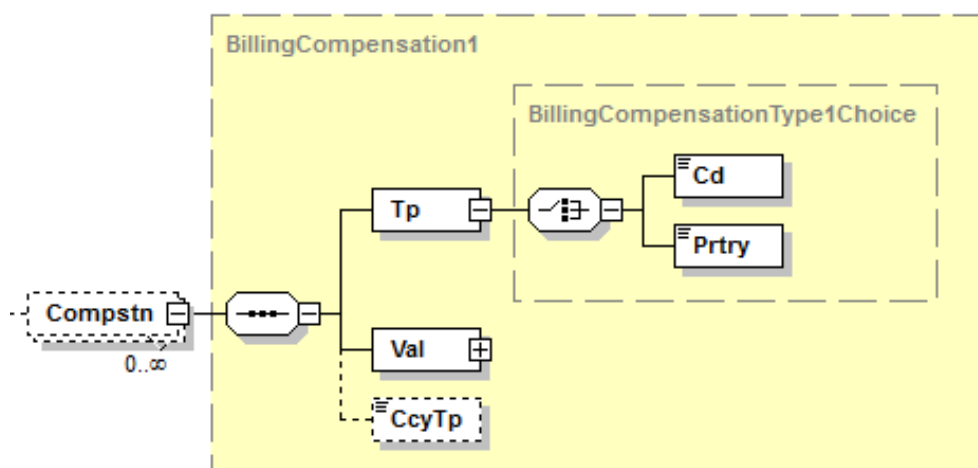 BillingCompensation1
BillingCompensationType1Choice
Cd
Tp
Prtry
Compstn
0..∞
Val
CcyTp